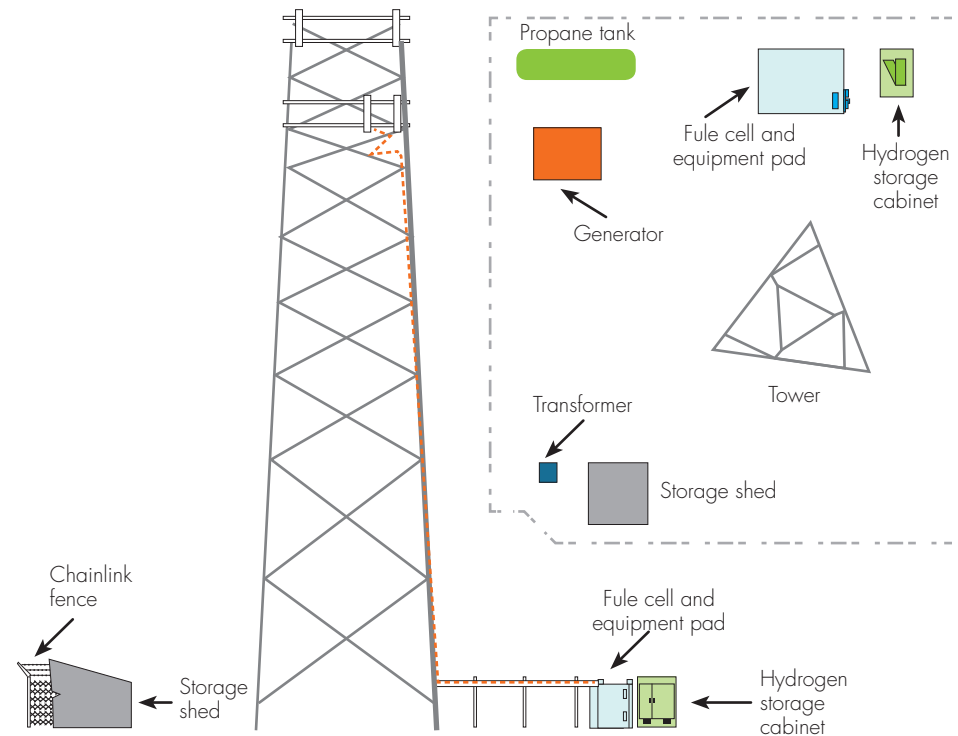 Propane tank
Fule cell and
equipment pad
Hydrogen
storage
cabinet
Generator
Tower
Transformer
Storage shed
Chainlink
fence
Storage
shed
Fule cell and
equipment pad
Hydrogen
storage
cabinet